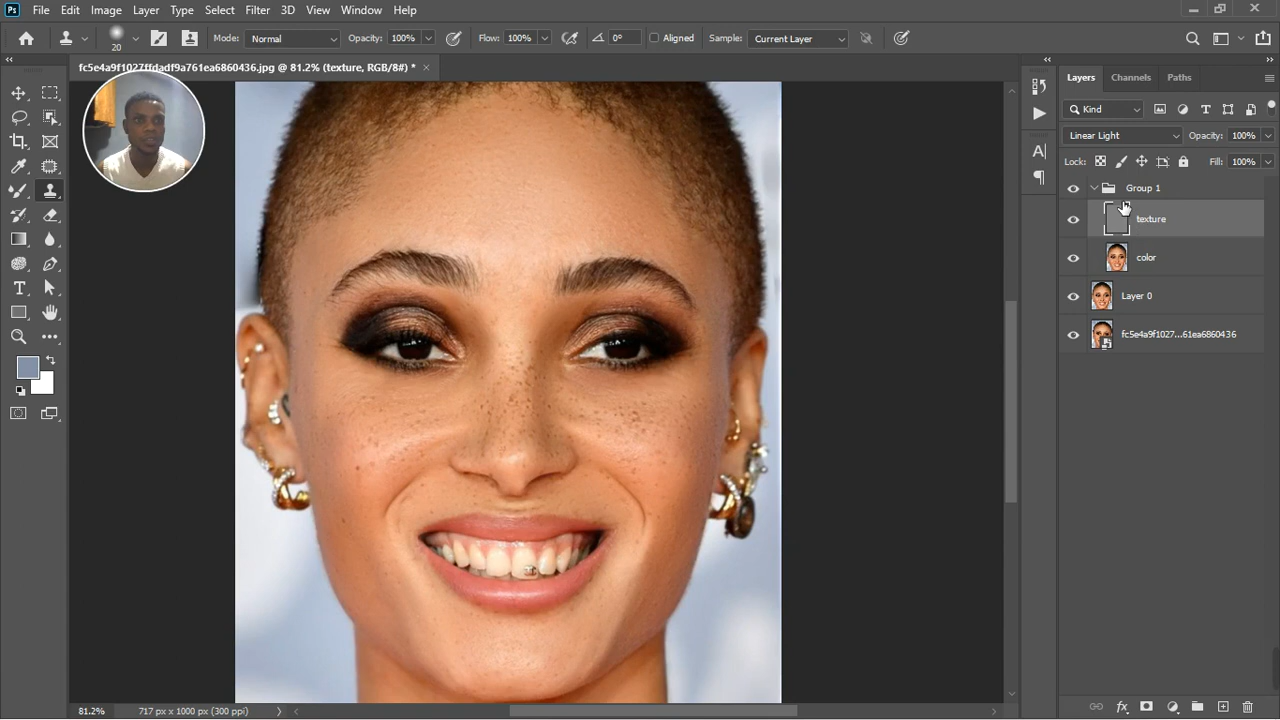 Ps File Edit Image Layer Type Select Filter 3D View Window Help
20 Mode: Normal Opacity: 100% Flow: 100% 0° Aligned Sample: Current Layer
fc5e4a9f1027ffdadf9a761ea6860436.jpg @ 81.2% (texture, RGB/8#) *
Layers Channels Paths
Kind
Linear Light Opacity: 100%
Lock: Fill: 100%
Group 1
texture
color
Layer 0
fc5e4a9f1027...61ea6860436
81.2% 717 px x 1000 px (300 ppi)